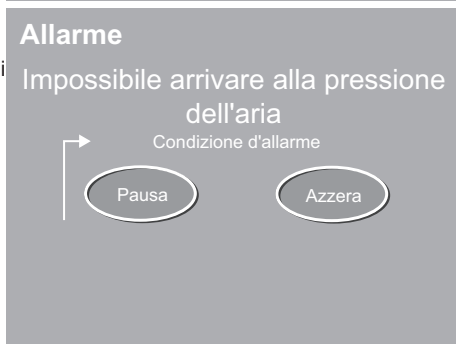 Allarme
i
Impossibile arrivare alla pressione
dell'aria
Condizione d'allarme
Pausa Azzera